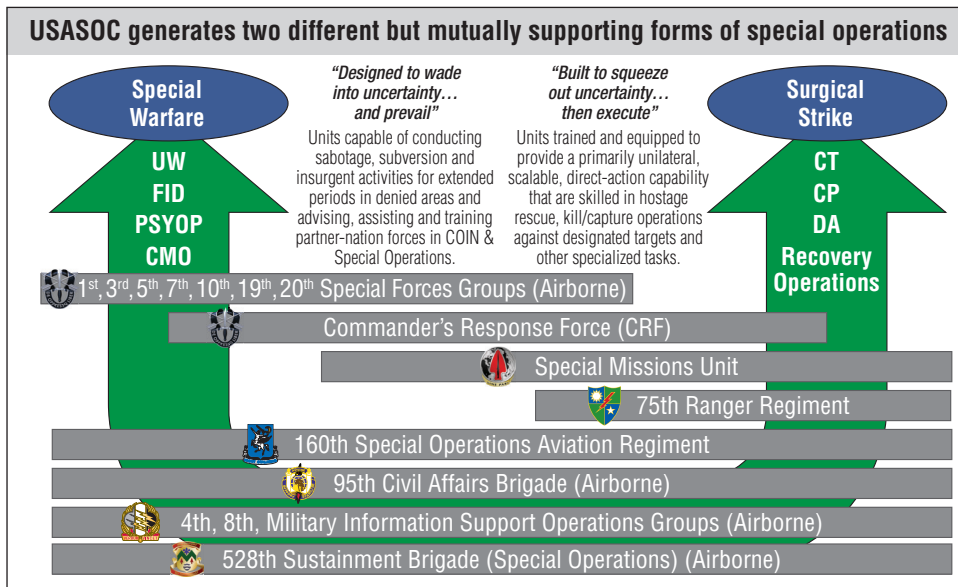 USASOC generates two different but mutually supporting forms of special operations
Special
Warfare
"Designed to wade
into uncertainty…
and prevail"
Units capable of conducting
sabotage, subversion and
insurgent activities for extended
periods in denied areas and
advising, assisting and training
partner-nation forces in COIN &
Special Operations.
"Built to squeeze
out uncertainty…
then execute"
Units trained and equipped to
provide a primarily unilateral,
scalable, direct-action capability
that are skilled in hostage
rescue, kill/capture operations
against designated targets and
other specialized tasks.
Surgical
Strike
UW
FID
PSYOP
CMO
CT
CP
DA
Recovery
Operations
1st, 3rd, 5th, 7th, 10th, 19th, 20th Special Forces Groups (Airborne)
Commander's Response Force (CRF)
Special Missions Unit
75th Ranger Regiment
160th Special Operations Aviation Regiment
95th Civil Affairs Brigade (Airborne)
4th, 8th, Military Information Support Operations Groups (Airborne)
528th Sustainment Brigade (Special Operations) (Airborne)